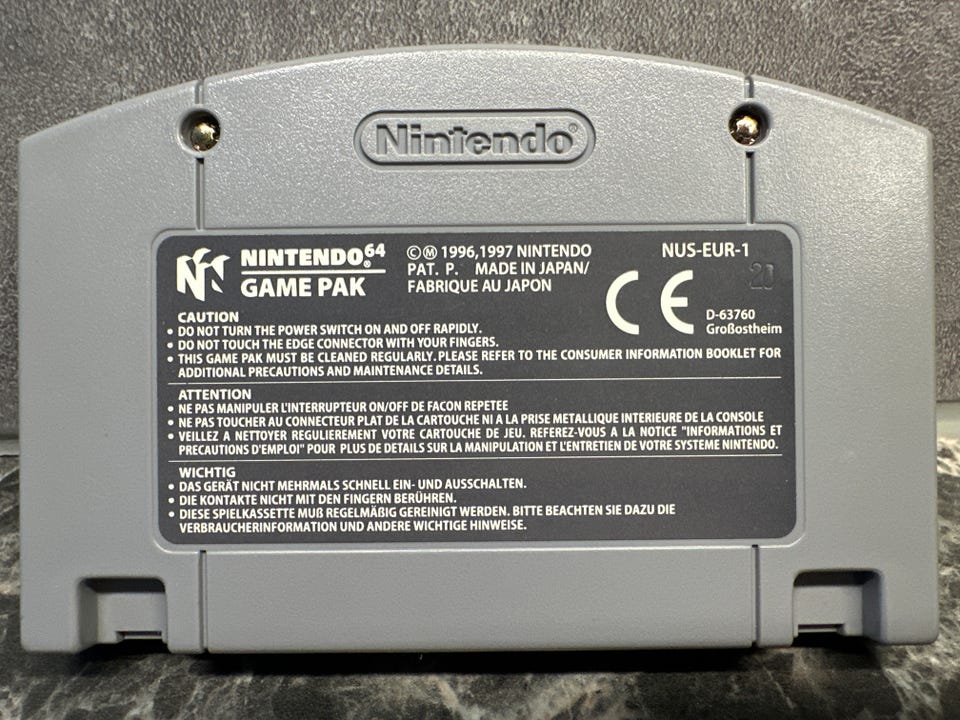 Nintendo®
NINTENDO64®
GAME PAK
©Ⓜ 1996,1997 NINTENDO
PAT. P. MADE IN JAPAN/
FABRIQUE AU JAPON
NUS-EUR-1
CE
D-63760
Großostheim
CAUTION
• DO NOT TURN THE POWER SWITCH ON AND OFF RAPIDLY.
• DO NOT TOUCH THE EDGE CONNECTOR WITH YOUR FINGERS.
• THIS GAME PAK MUST BE CLEANED REGULARLY. PLEASE REFER TO THE CONSUMER INFORMATION BOOKLET FOR
ADDITIONAL PRECAUTIONS AND MAINTENANCE DETAILS.
ATTENTION
• NE PAS MANIPULER L'INTERRUPTEUR ON/OFF DE FACON REPETEE
• NE PAS TOUCHER AU CONNECTEUR PLAT DE LA CARTOUCHE NI A LA PRISE METALLIQUE INTERIEURE DE LA CONSOLE
• VEILLEZ A NETTOYER REGULIEREMENT VOTRE CARTOUCHE DE JEU. REFEREZ-VOUS A LA NOTICE "INFORMATIONS ET
PRECAUTIONS D'EMPLOI" POUR PLUS DE DETAILS SUR LA MANIPULATION ET L'ENTRETIEN DE VOTRE SYSTEME NINTENDO.
WICHTIG
• DAS GERÄT NICHT MEHRMALS SCHNELL EIN- UND AUSSCHALTEN.
• DIE KONTAKTE NICHT MIT DEN FINGERN BERÜHREN.
• DIESE SPIELKASSETTE MUß REGELMÄßIG GEREINIGT WERDEN. BITTE BEACHTEN SIE DAZU DIE
VERBRAUCHERINFORMATION UND ANDERE WICHTIGE HINWEISE.